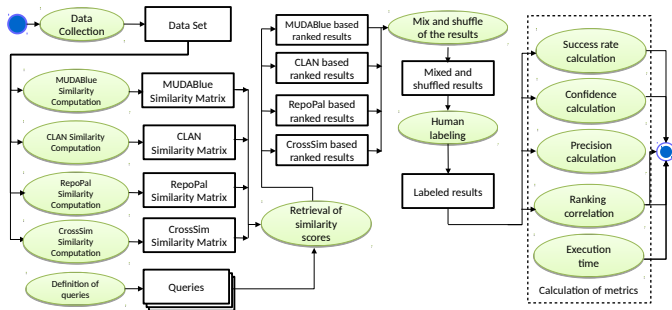 Data
Collection
Data Set
MUDABlue
Similarity
Computation
MUDABlue
Similarity Matrix
CLAN Similarity
Computation
CLAN
Similarity Matrix
RepoPal
Similarity
Computation
RepoPal
Similarity Matrix
CrossSim
Similarity
Computation
CrossSim
Similarity Matrix
Definition of
queries
Queries
Retrieval of
similarity
scores
MUDABlue based
ranked results
CLAN based
ranked results
RepoPal based
ranked results
CrossSim based
ranked results
Mix and shuffle
of the results
Mixed and
shuffled results
Human
labeling
Labeled results
Success rate
calculation
Confidence
calculation
Precision
calculation
Ranking
correlation
Execution
time
Calculation of metrics